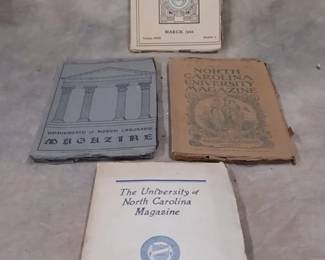 MARCH, 
UNIVERSITY of NORTH CAROLINA
MAGAZINE
NORTH
CAROLINA
UNIVERSITY
MAGAZINE
The University of
North Carolina
Magazine